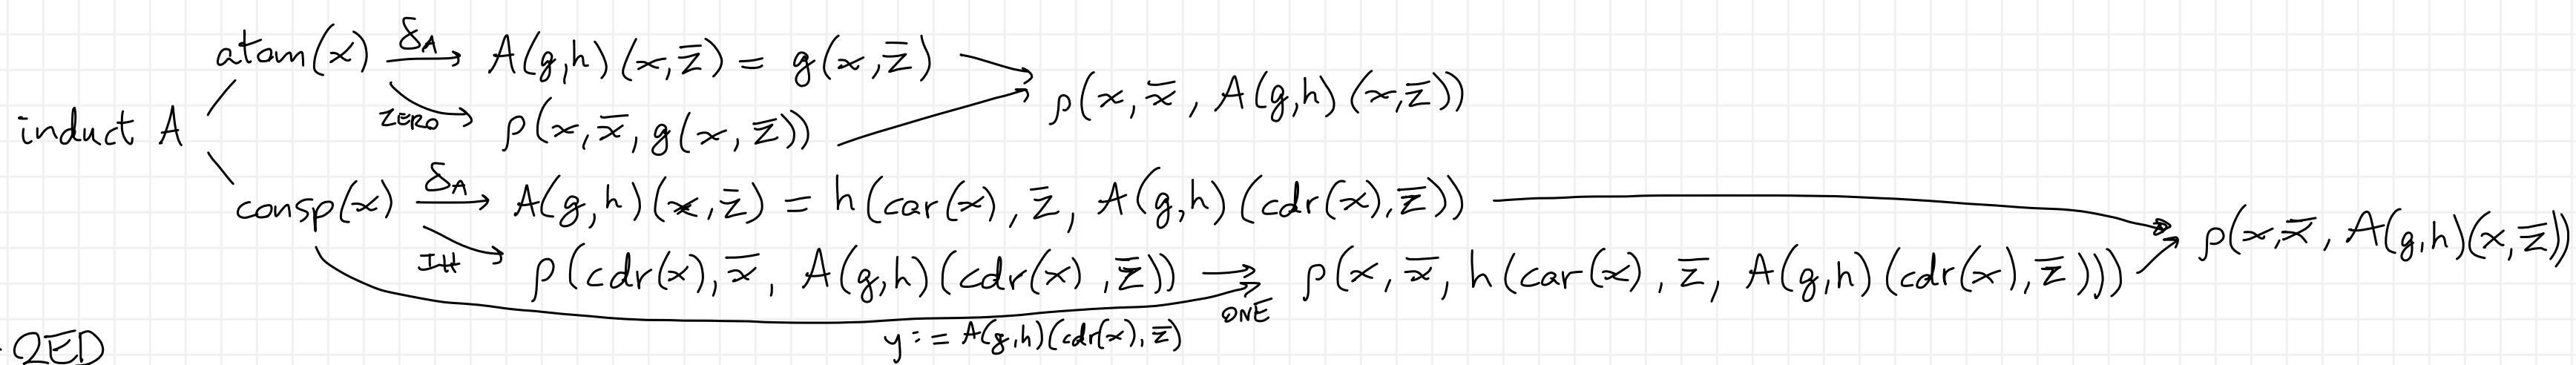 atom(x) δA → A(g,h)(x,z̅) = g(x,z̅)
ρ(x,x̅,A(g,h)(x,z̅))
ZERO → ρ(x,x̅,g(x,z̅))
induct A
consp(x) δA → A(g,h)(x,z̅) = h(car(x),z̅,A(g,h)(cdr(x),z̅))
ρ(x,x̅,A(g,h)(x,z̅))
IH → ρ(cdr(x),x̅,A(g,h)(cdr(x),z̅)) → ρ(x,x̅,h(car(x),z̅,A(g,h)(cdr(x),z̅)))
ONE
y := A(g,h)(cdr(x),z̅)
QED